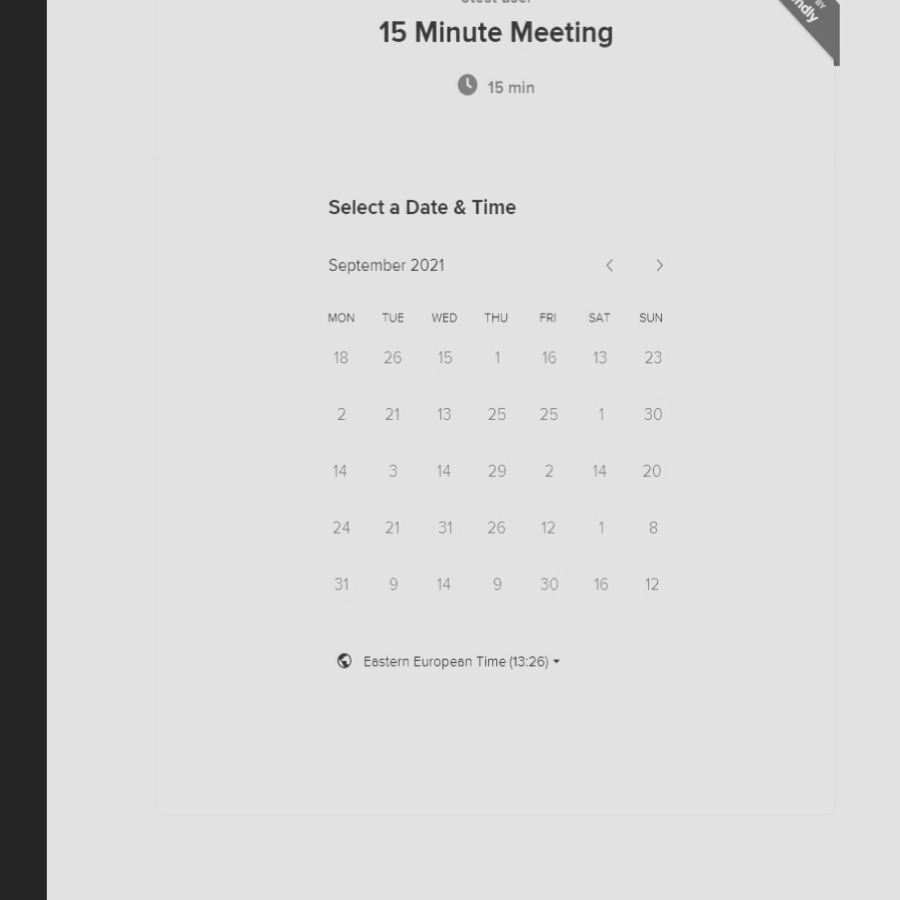 15 Minute Meeting
15 min
Select a Date & Time
September 2021
MON TUE WED THU FRI SAT SUN
18 26 15 1 16 13 23
2 21 13 25 25 1 30
14 3 14 29 2 14 20
24 21 31 26 12 1 8
31 9 14 9 30 16 12
Eastern European Time (13:26)